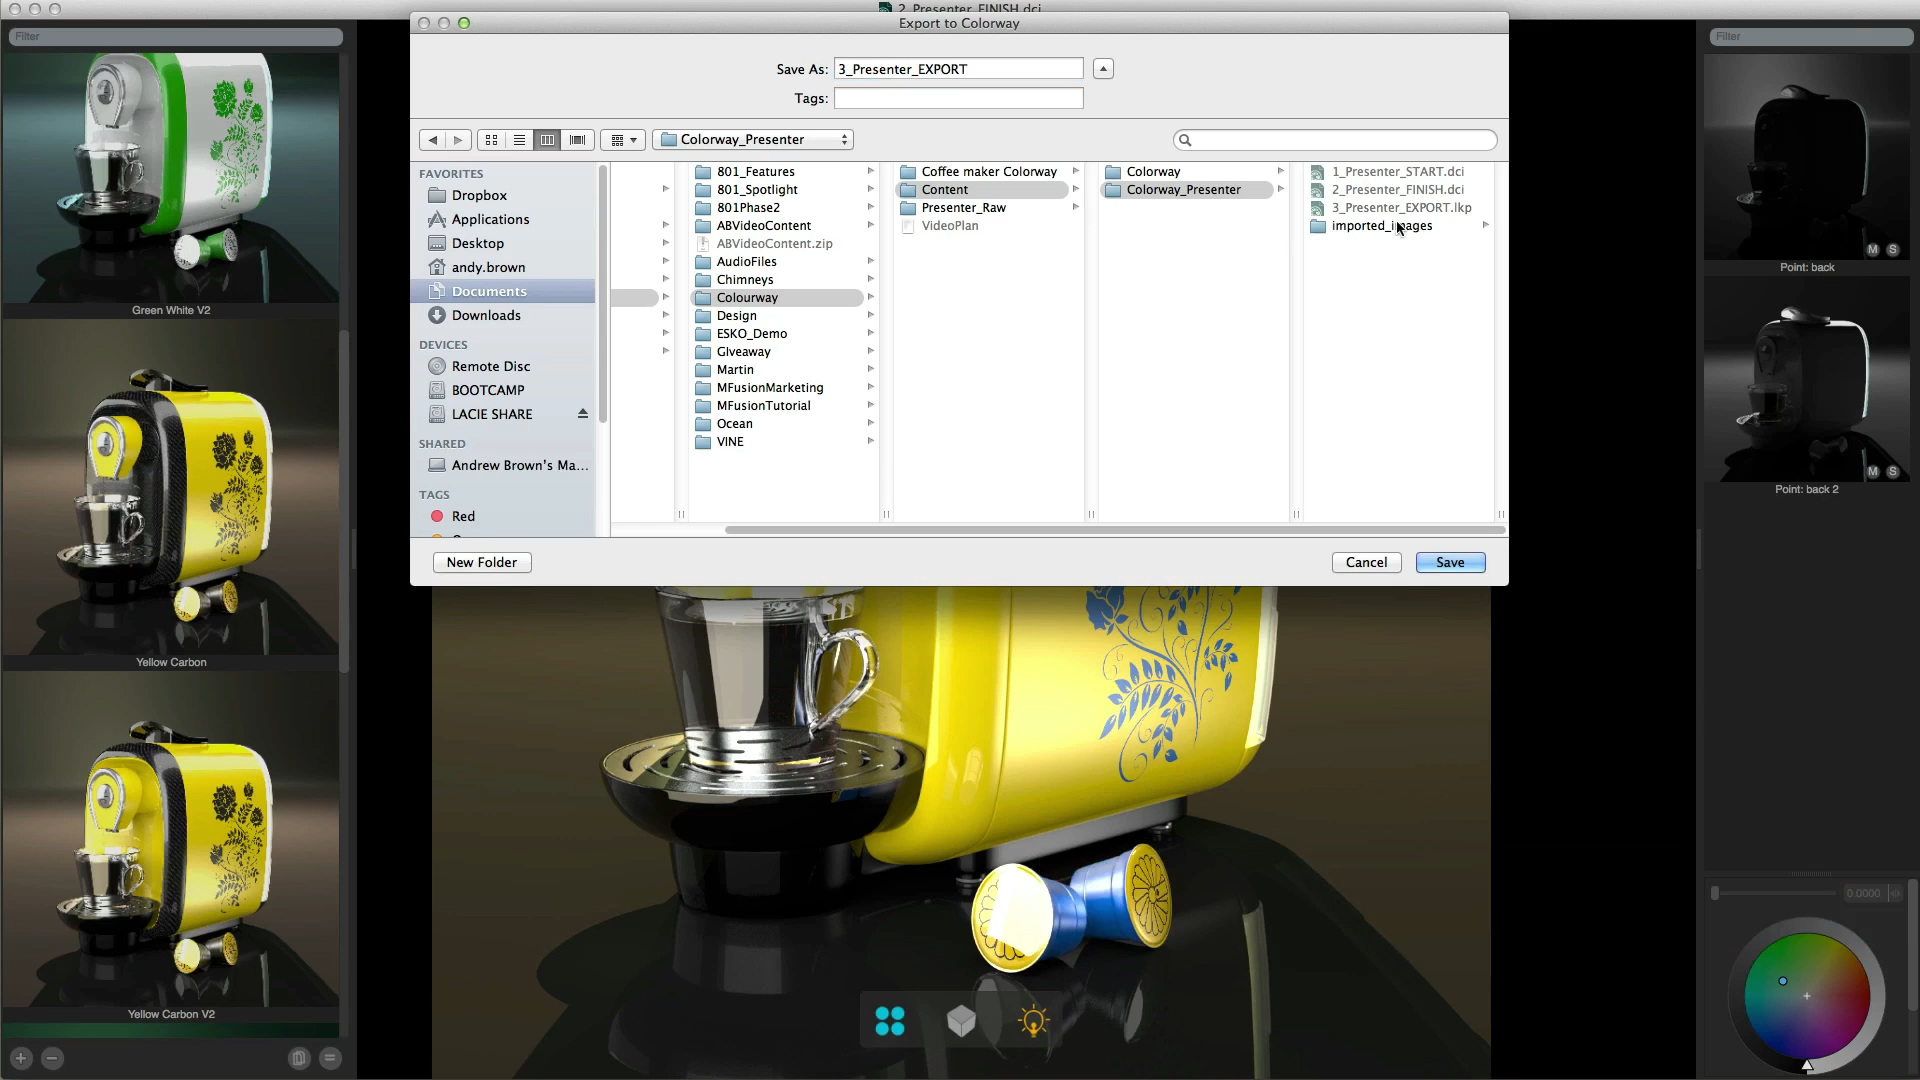 2_Presenter_FINISH.dci
Export to Colorway
Filter
Filter
Save As: 3_Presenter_EXPORT
Tags:
Colorway_Presenter
FAVORITES
Dropbox
Applications
Desktop
andy.brown
Documents
Downloads
DEVICES
Remote Disc
BOOTCAMP
LACIE SHARE
SHARED
Andrew Brown's Ma...
TAGS
Red
801_Features
801_Spotlight
801Phase2
ABVideoContent
ABVideoContent.zip
AudioFiles
Chimneys
Colourway
Design
ESKO_Demo
GIveaway
Martin
MFusionMarketing
MFusionTutorial
Ocean
VINE
Coffee maker Colorway
Content
Presenter_Raw
VideoPlan
Colorway
Colorway_Presenter
1_Presenter_START.dci
2_Presenter_FINISH.dci
3_Presenter_EXPORT.lkp
imported_images
New Folder
Cancel
Save
Green White V2
Yellow Carbon
Yellow Carbon V2
M S
Point: back
M S
Point: back 2
0.0000